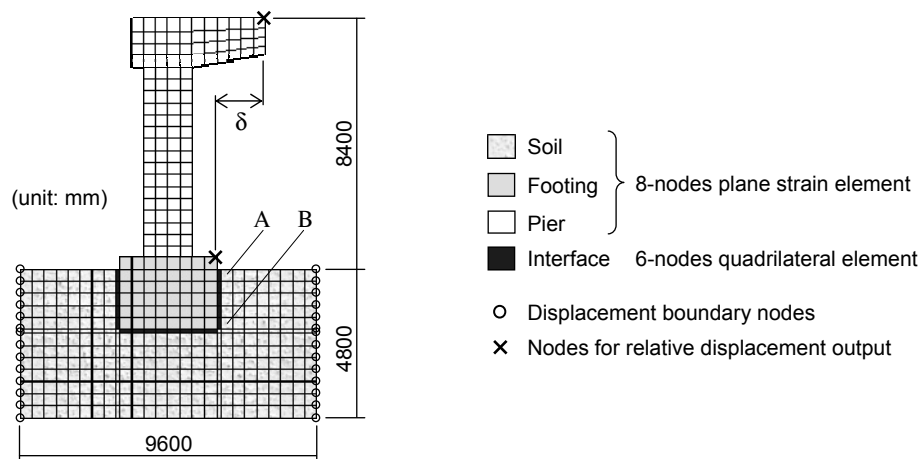 δ
8400
(unit: mm)
A B
4800
9600
Soil
Footing
Pier
8-nodes plane strain element
Interface 6-nodes quadrilateral element
Displacement boundary nodes
Nodes for relative displacement output